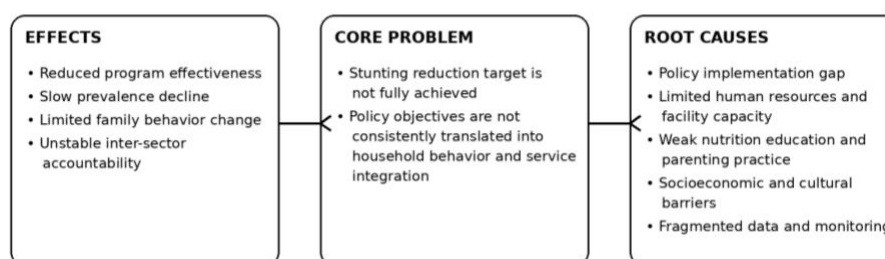 EFFECTS
• Reduced program effectiveness
• Slow prevalence decline
• Limited family behavior change
• Unstable inter-sector
accountability
CORE PROBLEM
• Stunting reduction target is
not fully achieved
• Policy objectives are not
consistently translated into
household behavior and service
integration
ROOT CAUSES
• Policy implementation gap
• Limited human resources and
facility capacity
• Weak nutrition education and
parenting practice
• Socioeconomic and cultural
barriers
• Fragmented data and monitoring